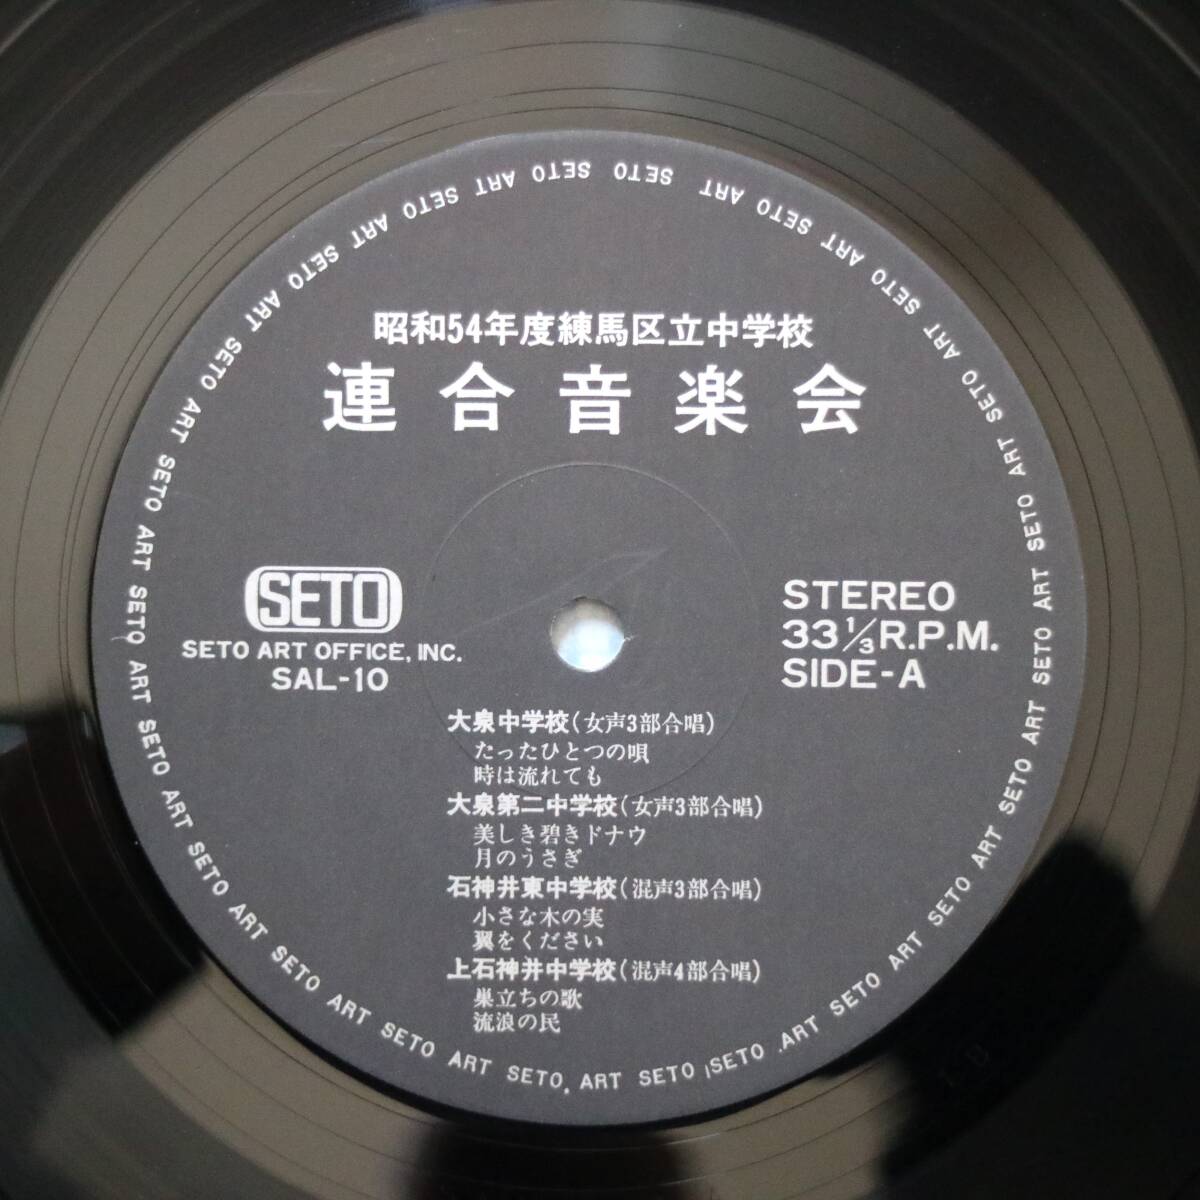 昭和54年度練馬区立中学校
連合音楽会
SETO
SETO ART OFFICE, INC.
SAL-10
STEREO
33 1/3 R.P.M.
SIDE-A
大泉中学校(女声3部合唱)
たったひとつの唄
時は流れても
大泉第二中学校(女声3部合唱)
美しき碧きドナウ
月のうさぎ
石神井東中学校(混声3部合唱)
小さな木の実
翼をください
上石神井中学校(混声4部合唱)
巣立ちの歌
流浪の民
SETO ART SETO ART SETO ART SETO ART SETO ART SETO ART SETO ART SETO ART SETO ART SETO ART SETO ART SETO ART SETO ART SETO ART SETO ART SETO ART SETO ART SETO ART SETO ART SETO ART SETO ART SETO